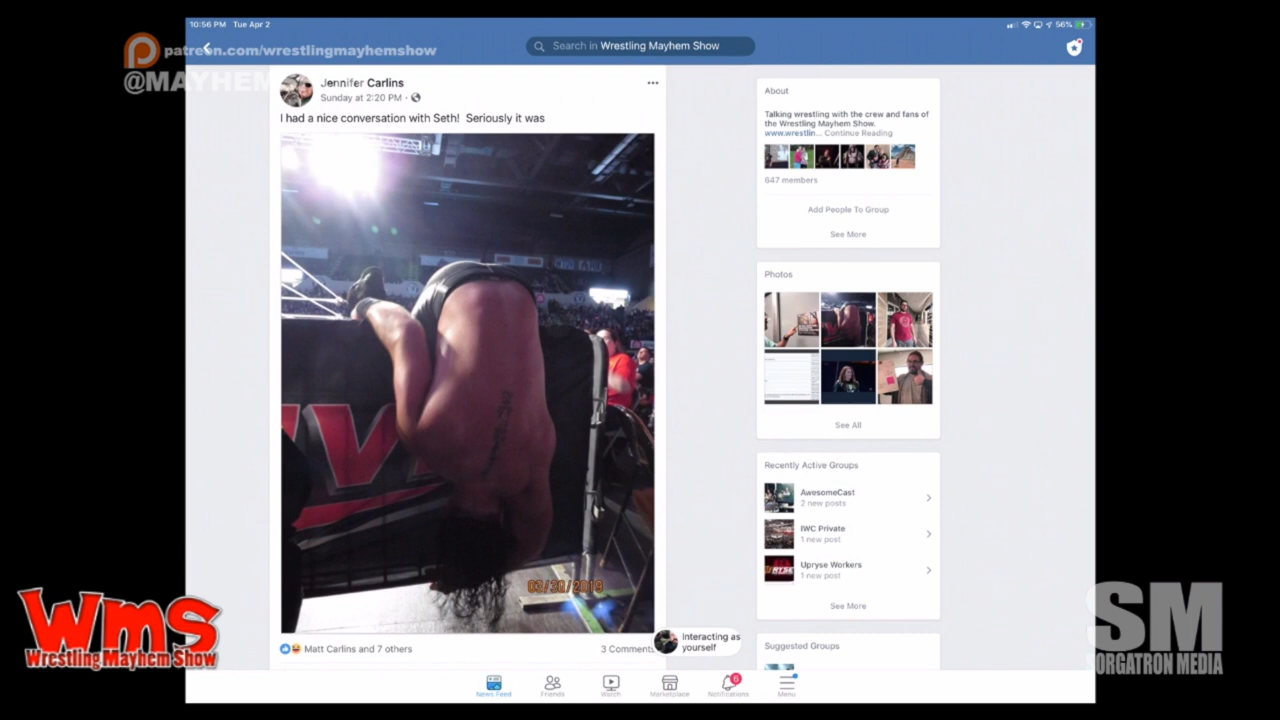 10:56 PM Tue Apr 2
56%
patreon.com/wrestlingmayhemshow
@MAYHEM
Search in Wrestling Mayhem Show
Jennifer Carlins
Sunday at 2:20 PM
I had a nice conversation with Seth! Seriously it was
03/30/2019
Matt Carlins and 7 others
3 Comments
Interacting as
yourself
About
Talking wrestling with the crew and fans of
the Wrestling Mayhem Show.
www.wrestlin... Continue Reading
647 members
Add People To Group
See More
Photos
See All
Recently Active Groups
AwesomeCast
2 new posts
IWC Private
1 new post
Upryse Workers
1 new post
See More
Suggested Groups
News Feed
Friends
Watch
Marketplace
6
Notifications
Menu
WmS
Wrestling Mayhem Show
SM
SORGATRON MEDIA